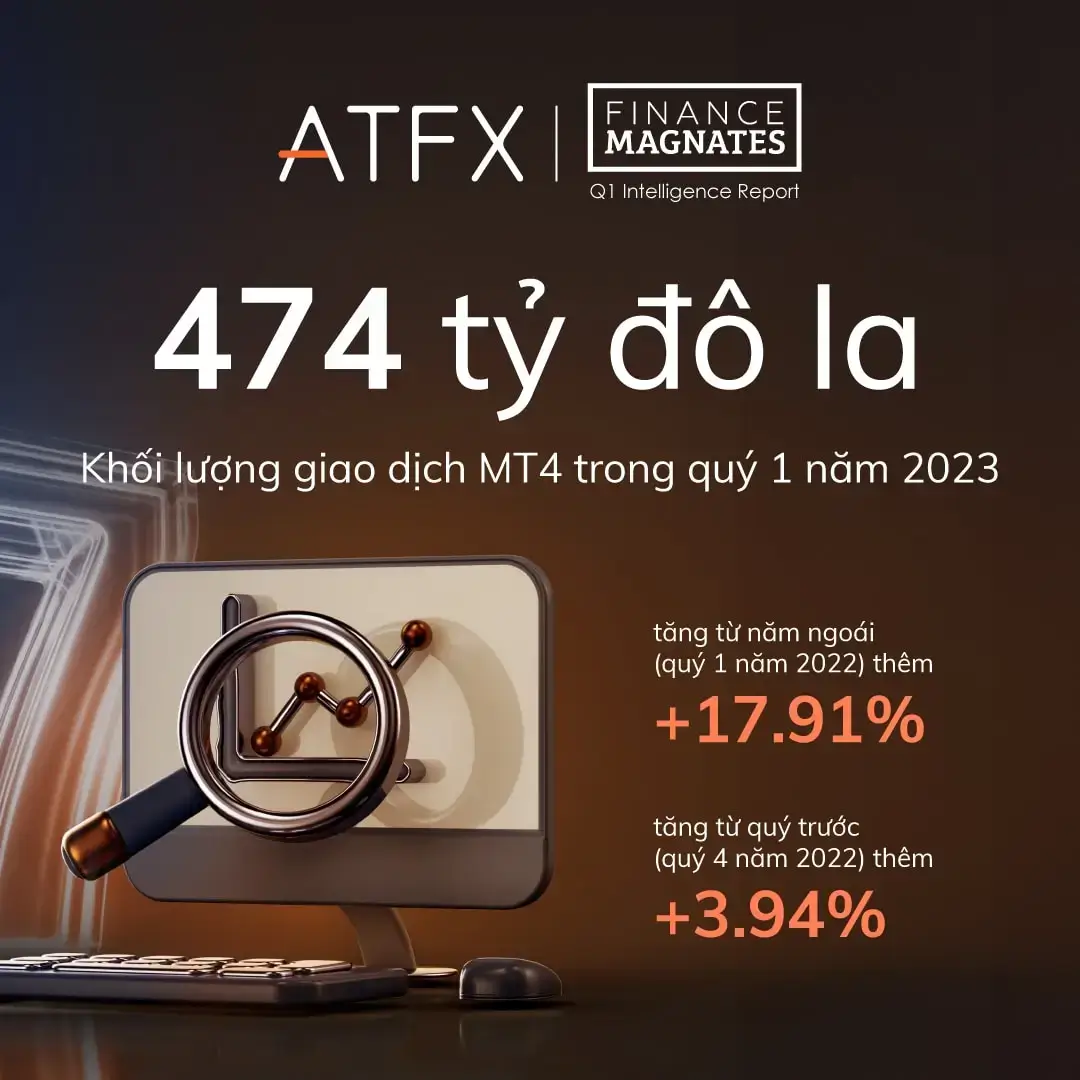 ATFX
FINANCE
MAGNATES
Q1 Intelligence Report
474 tỷ đô la
Khối lượng giao dịch MT4 trong quý 1 năm 2023
tăng từ năm ngoái
(quý 1 năm 2022) thêm
+17.91%
tăng từ quý trước
(quý 4 năm 2022) thêm
+3.94%